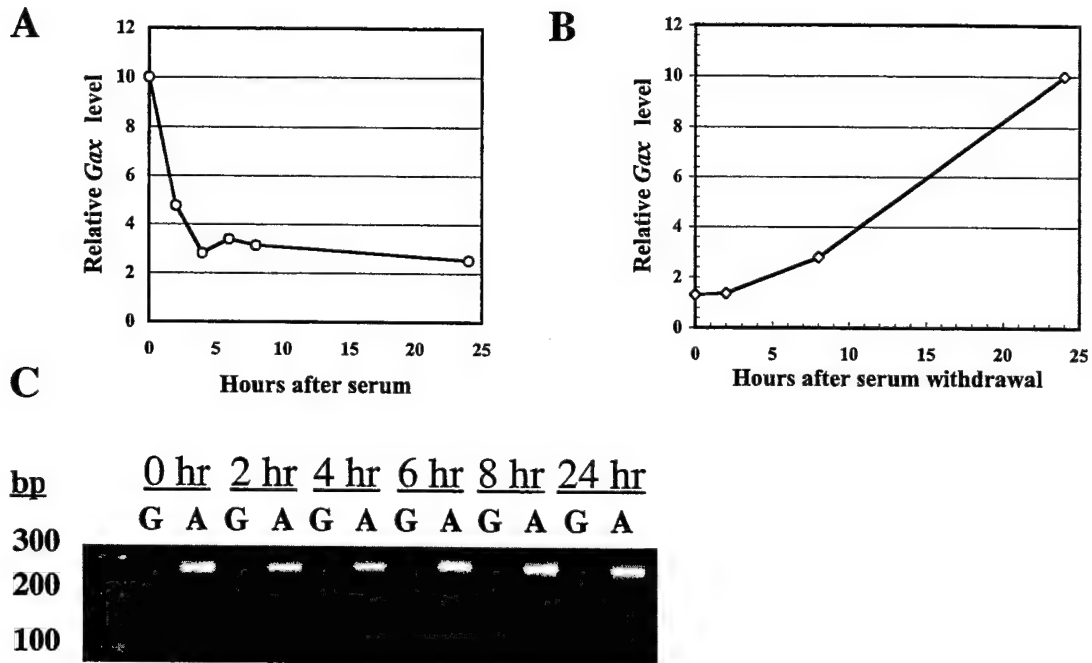 A
12
10
8
6
4
2
0
Relative Gax level
0 5 10 15 20 25
Hours after serum
B
12
10
8
6
4
2
0
Relative Gax level
0 5 10 15 20 25
Hours after serum withdrawal
C
bp
0 hr 2 hr 4 hr 6 hr 8 hr 24 hr
G A G A G A G A G A G A
300
200
100